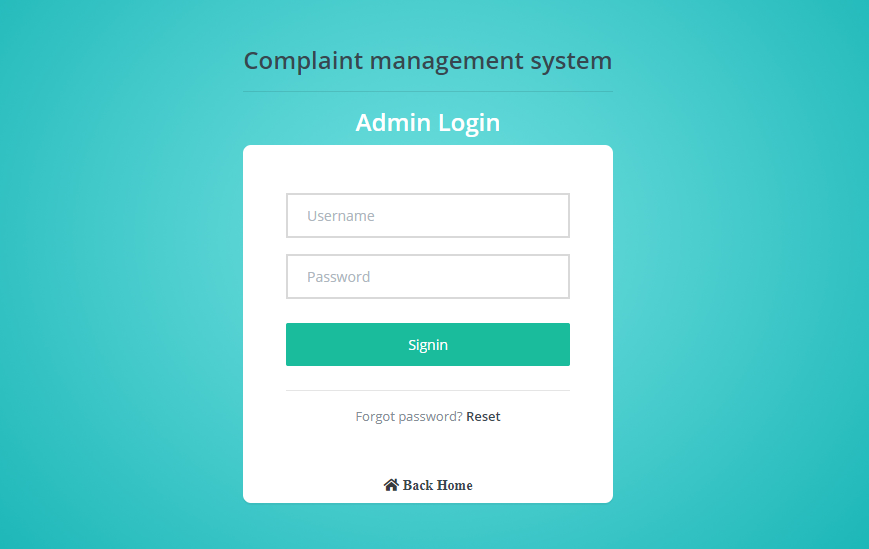 Complaint management system
Admin Login
Username
Password
Signin
Forgot password? Reset
Back Home